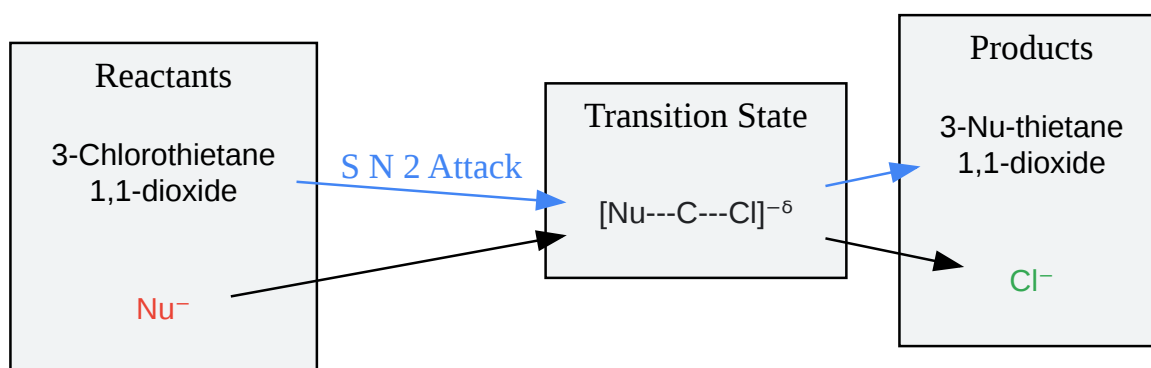 Reactants
3-Chlorothietane
1,1-dioxide
Nu⁻
S N 2 Attack
Transition State
[Nu---C---Cl]⁻ᵟ
Products
3-Nu-thietane
1,1-dioxide
Cl⁻